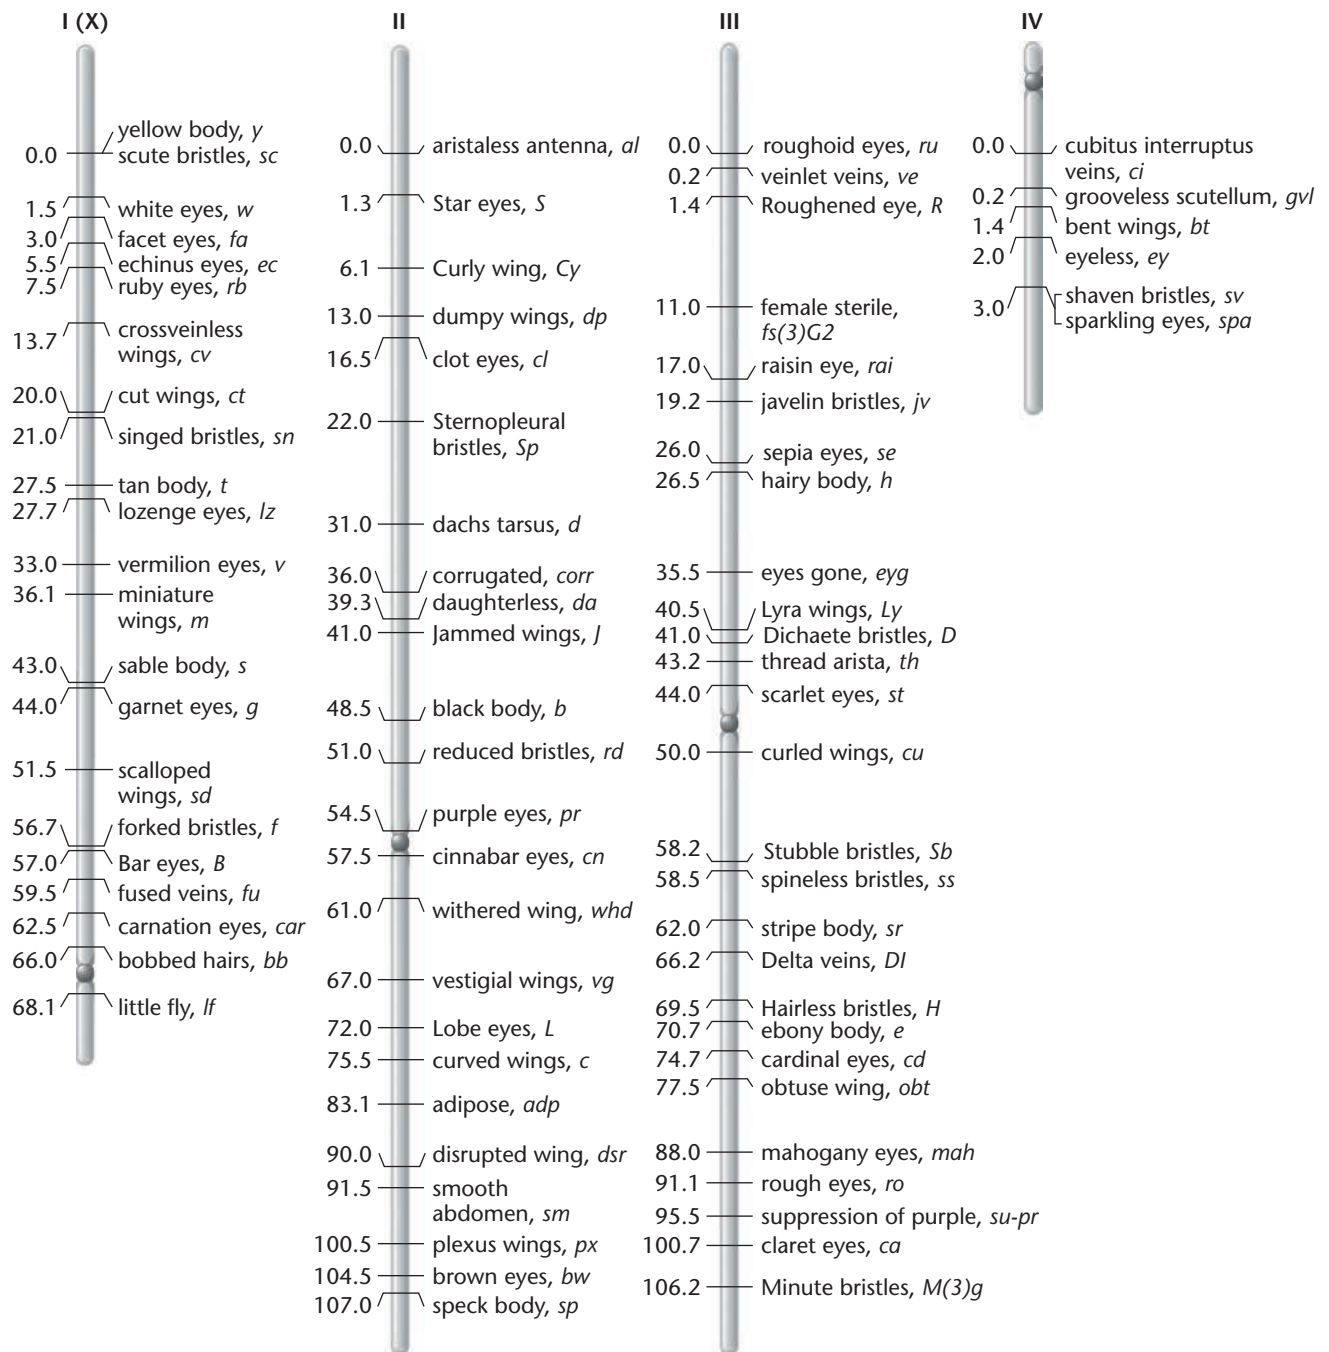 I (X)
0.0
yellow body, y
scute bristles, sc
1.5 white eyes, w
3.0 facet eyes, fa
5.5 echinus eyes, ec
7.5 ruby eyes, rb
13.7 crossveinless
wings, cv
20.0 cut wings, ct
21.0 singed bristles, sn
27.5 tan body, t
27.7 lozenge eyes, lz
33.0 vermilion eyes, v
36.1 miniature
wings, m
43.0 sable body, s
44.0 garnet eyes, g
51.5 scalloped
wings, sd
56.7 forked bristles, f
57.0 Bar eyes, B
59.5 fused veins, fu
62.5 carnation eyes, car
66.0 bobbed hairs, bb
68.1 little fly, lf
II
0.0 aristaless antenna, al
1.3 Star eyes, S
6.1 Curly wing, Cy
13.0 dumpy wings, dp
16.5 clot eyes, cl
22.0 Sternopleural
bristles, Sp
31.0 dachs tarsus, d
36.0 corrugated, corr
39.3 daughterless, da
41.0 Jammed wings, J
48.5 black body, b
51.0 reduced bristles, rd
54.5 purple eyes, pr
57.5 cinnabar eyes, cn
61.0 withered wing, whd
67.0 vestigial wings, vg
72.0 Lobe eyes, L
75.5 curved wings, c
83.1 adipose, adp
90.0 disrupted wing, dsr
91.5 smooth
abdomen, sm
100.5 plexus wings, px
104.5 brown eyes, bw
107.0 speck body, sp
III
0.0 roughoid eyes, ru
0.2 veinlet veins, ve
1.4 Roughened eye, R
11.0 female sterile,
fs(3)G2
17.0 raisin eye, rai
19.2 javelin bristles, jv
26.0 sepia eyes, se
26.5 hairy body, h
35.5 eyes gone, eyg
40.5 Lyra wings, Ly
41.0 Dichaete bristles, D
43.2 thread arista, th
44.0 scarlet eyes, st
50.0 curled wings, cu
58.2 Stubble bristles, Sb
58.5 spineless bristles, ss
62.0 stripe body, sr
66.2 Delta veins, DI
69.5 Hairless bristles, H
70.7 ebony body, e
74.7 cardinal eyes, cd
77.5 obtuse wing, obt
88.0 mahogany eyes, mah
91.1 rough eyes, ro
95.5 suppression of purple, su-pr
100.7 claret eyes, ca
106.2 Minute bristles, M(3)g
IV
0.0 cubitus interruptus
veins, ci
0.2 grooveless scutellum, gvl
1.4 bent wings, bt
2.0 eyeless, ey
3.0 shaven bristles, sv
sparkling eyes, spa